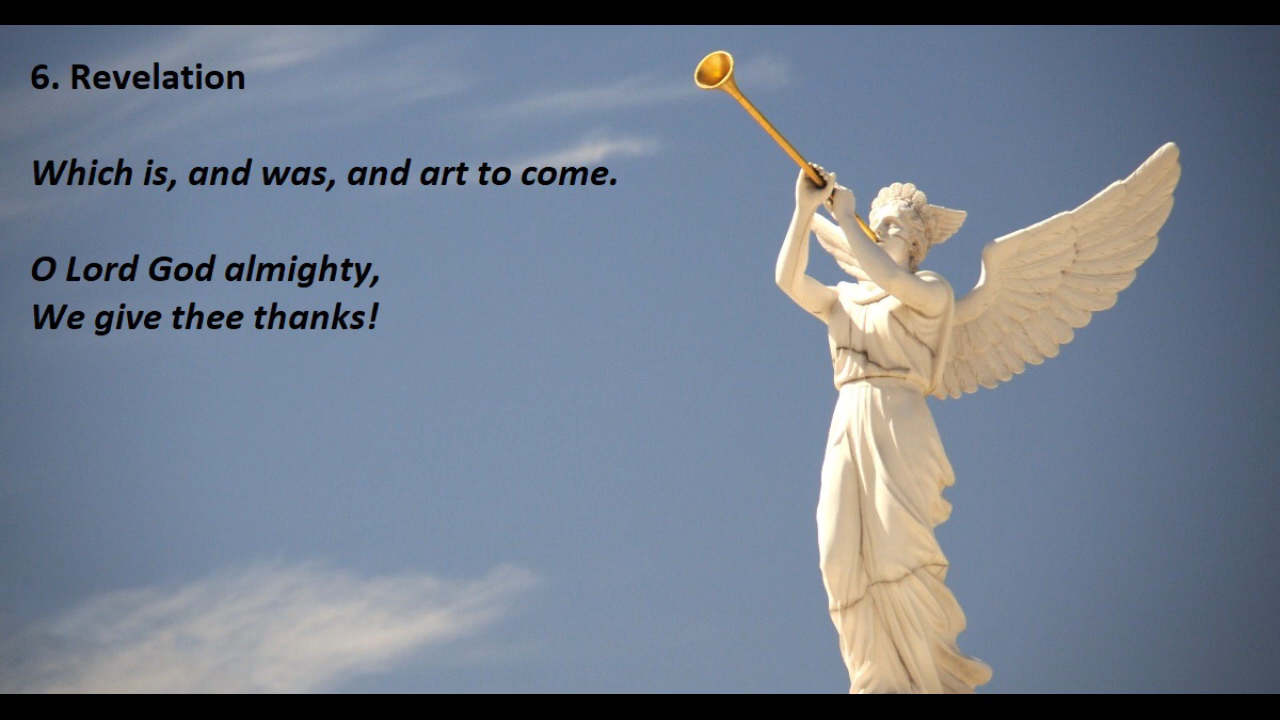 6. Revelation
Which is, and was, and art to come.
O Lord God almighty,
We give thee thanks!